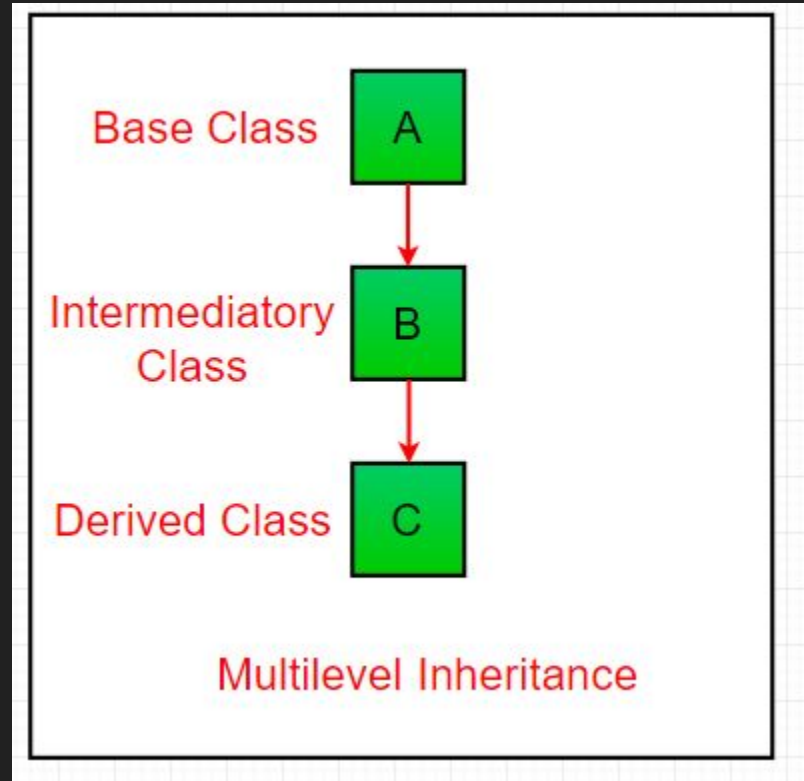 Base Class
A
Intermediatory
Class
B
Derived Class
C
Multilevel Inheritance